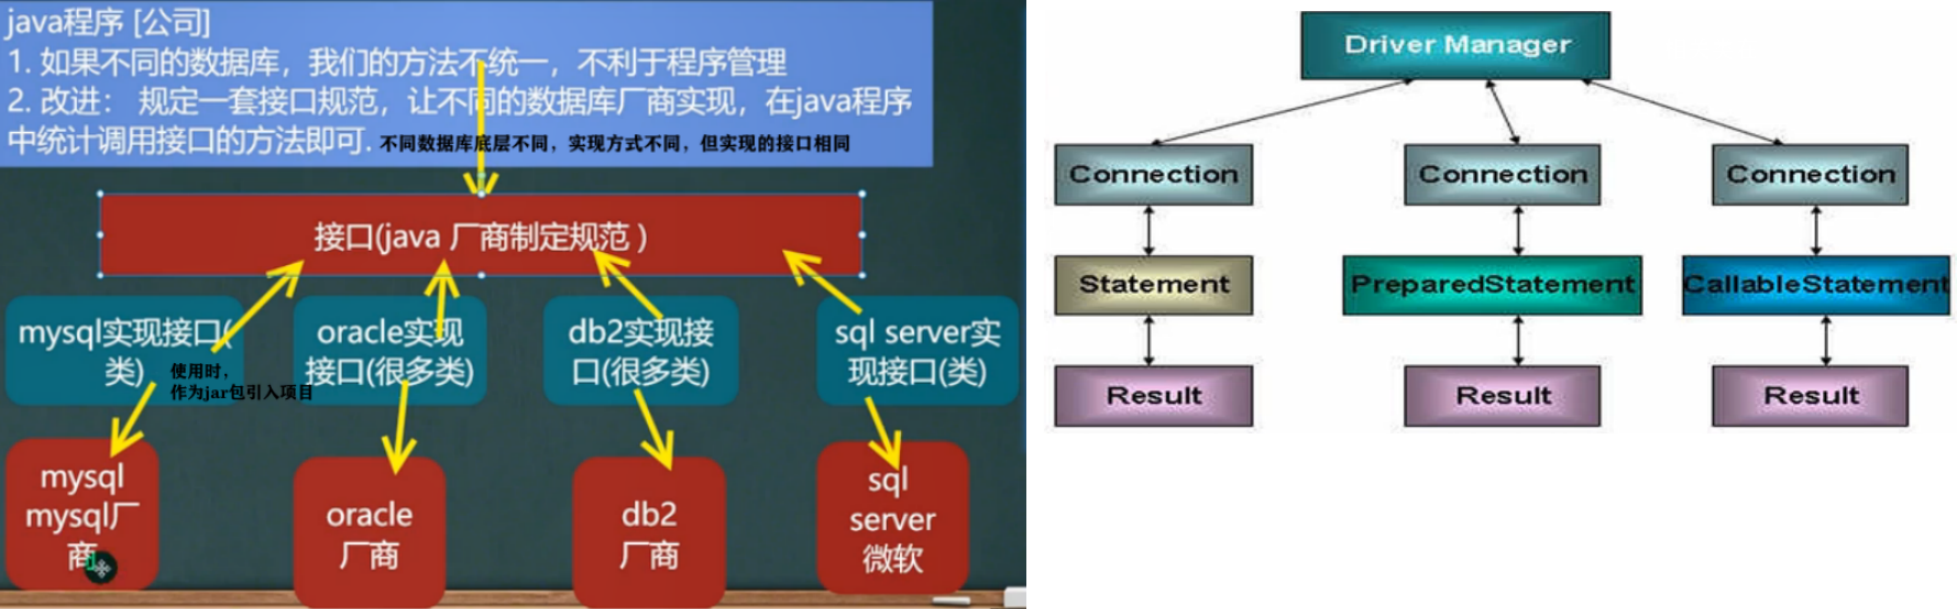 java程序 [公司]
1. 如果不同的数据库，我们的方法不统一，不利于程序管理
2. 改进： 规定一套接口规范，让不同的数据库厂商实现，在java程序
中统计调用接口的方法即可.
不同数据库底层不同，实现方式不同，但实现的接口相同
接口(java 厂商制定规范 )
mysql实现接口(
类)
使用时，
作为jar包引入项目
oracle实现
接口(很多类)
db2实现接
口(很多类)
sql server实
现接口(类)
mysql
mysql厂
商
oracle
厂商
db2
厂商
sql
server
微软
Driver Manager
Connection
Connection
Connection
Statement
PreparedStatement
CallableStatement
Result
Result
Result